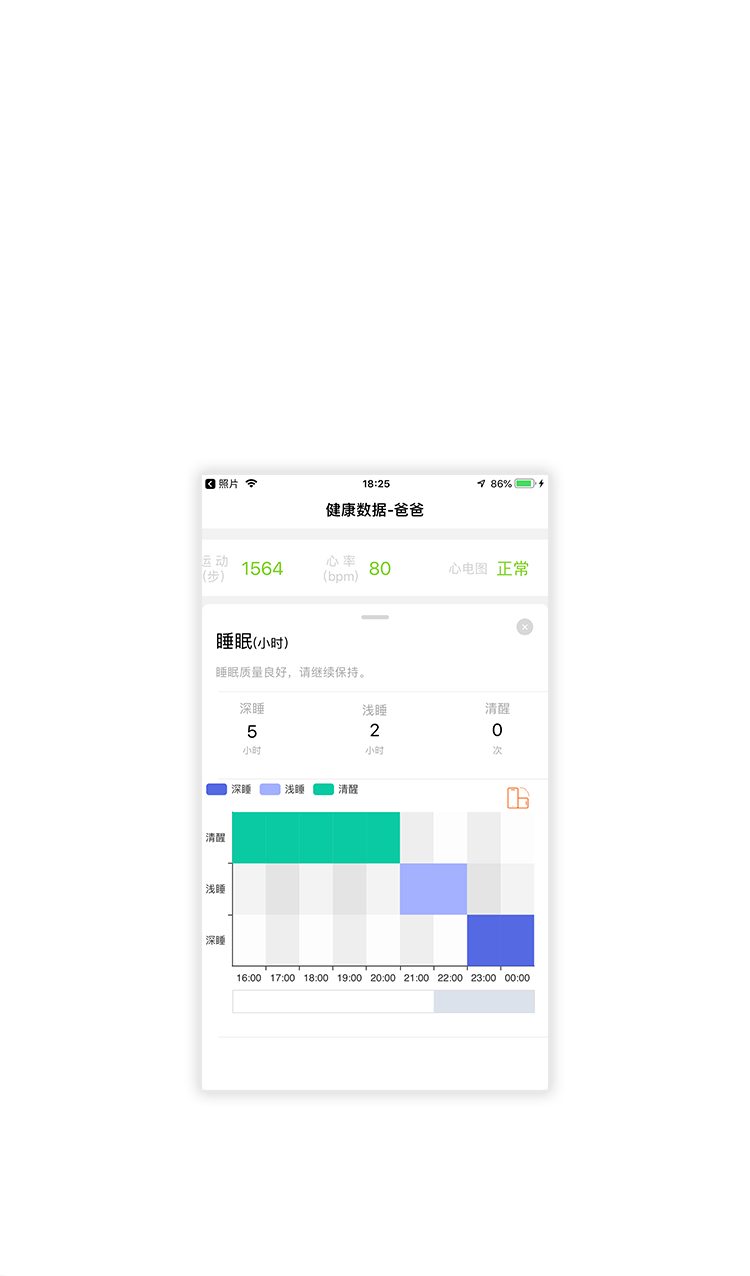 照片 18:25 86%
健康数据-爸爸
运动 心率
1564 80 心电图 正常
(步) (bpm)
睡眠(小时)
睡眠质量良好，请继续保持。
深睡 浅睡 清醒
5 2 0
小时 小时 次
深睡 浅睡 清醒
清醒
浅睡
深睡
16:00 17:00 18:00 19:00 20:00 21:00 22:00 23:00 00:00